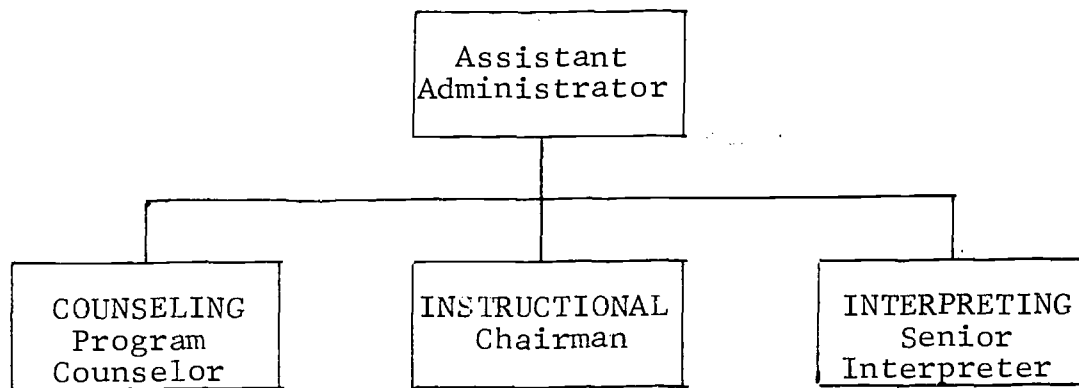 Assistant
Administrator
COUNSELING
Program
Counselor
INSTRUCTIONAL
Chairman
INTERPRETING
Senior
Interpreter